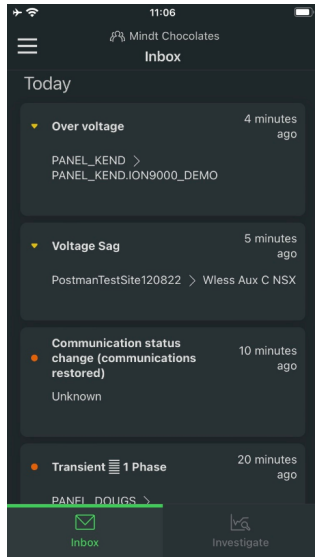 11:06
Mindt Chocolates
Inbox
Today
Over voltage
4 minutes
ago
PANEL_KEND >
PANEL_KEND.ION9000_DEMO
Voltage Sag
5 minutes
ago
PostmanTestSite120822 > Wless Aux C NSX
Communication status
change (communications
restored)
10 minutes
ago
Unknown
Transient 1 Phase
20 minutes
ago
PANEL_DOUGS >
Inbox
Investigate